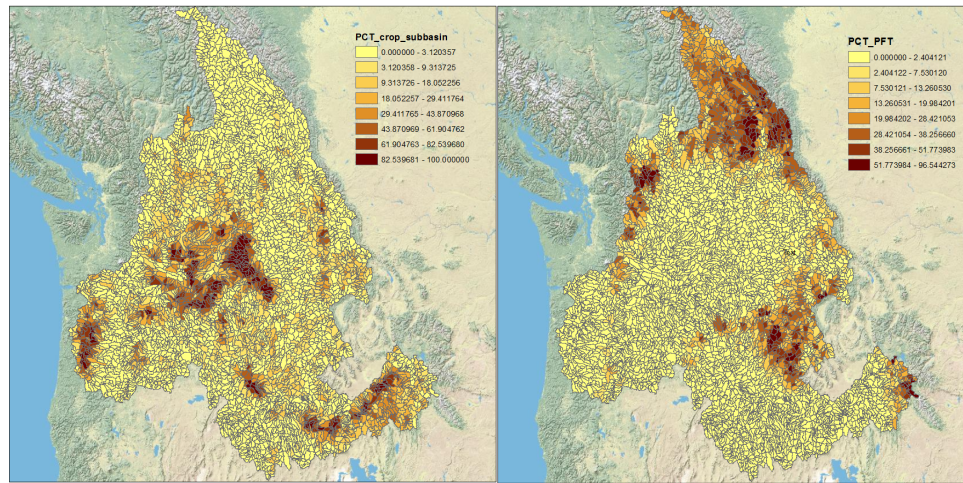 PCT_crop_subbasin
0.000000 - 3.120357
3.120358 - 9.313725
9.313726 - 18.052256
18.052257 - 29.411764
29.411765 - 43.870968
43.870969 - 61.904762
61.904763 - 82.539680
82.539681 - 100.000000
PCT_PFT
0.000000 - 2.404121
2.404122 - 7.530120
7.530121 - 13.260530
13.260531 - 19.984201
19.984202 - 28.421053
28.421054 - 38.256660
38.256661 - 51.773983
51.773984 - 96.544273